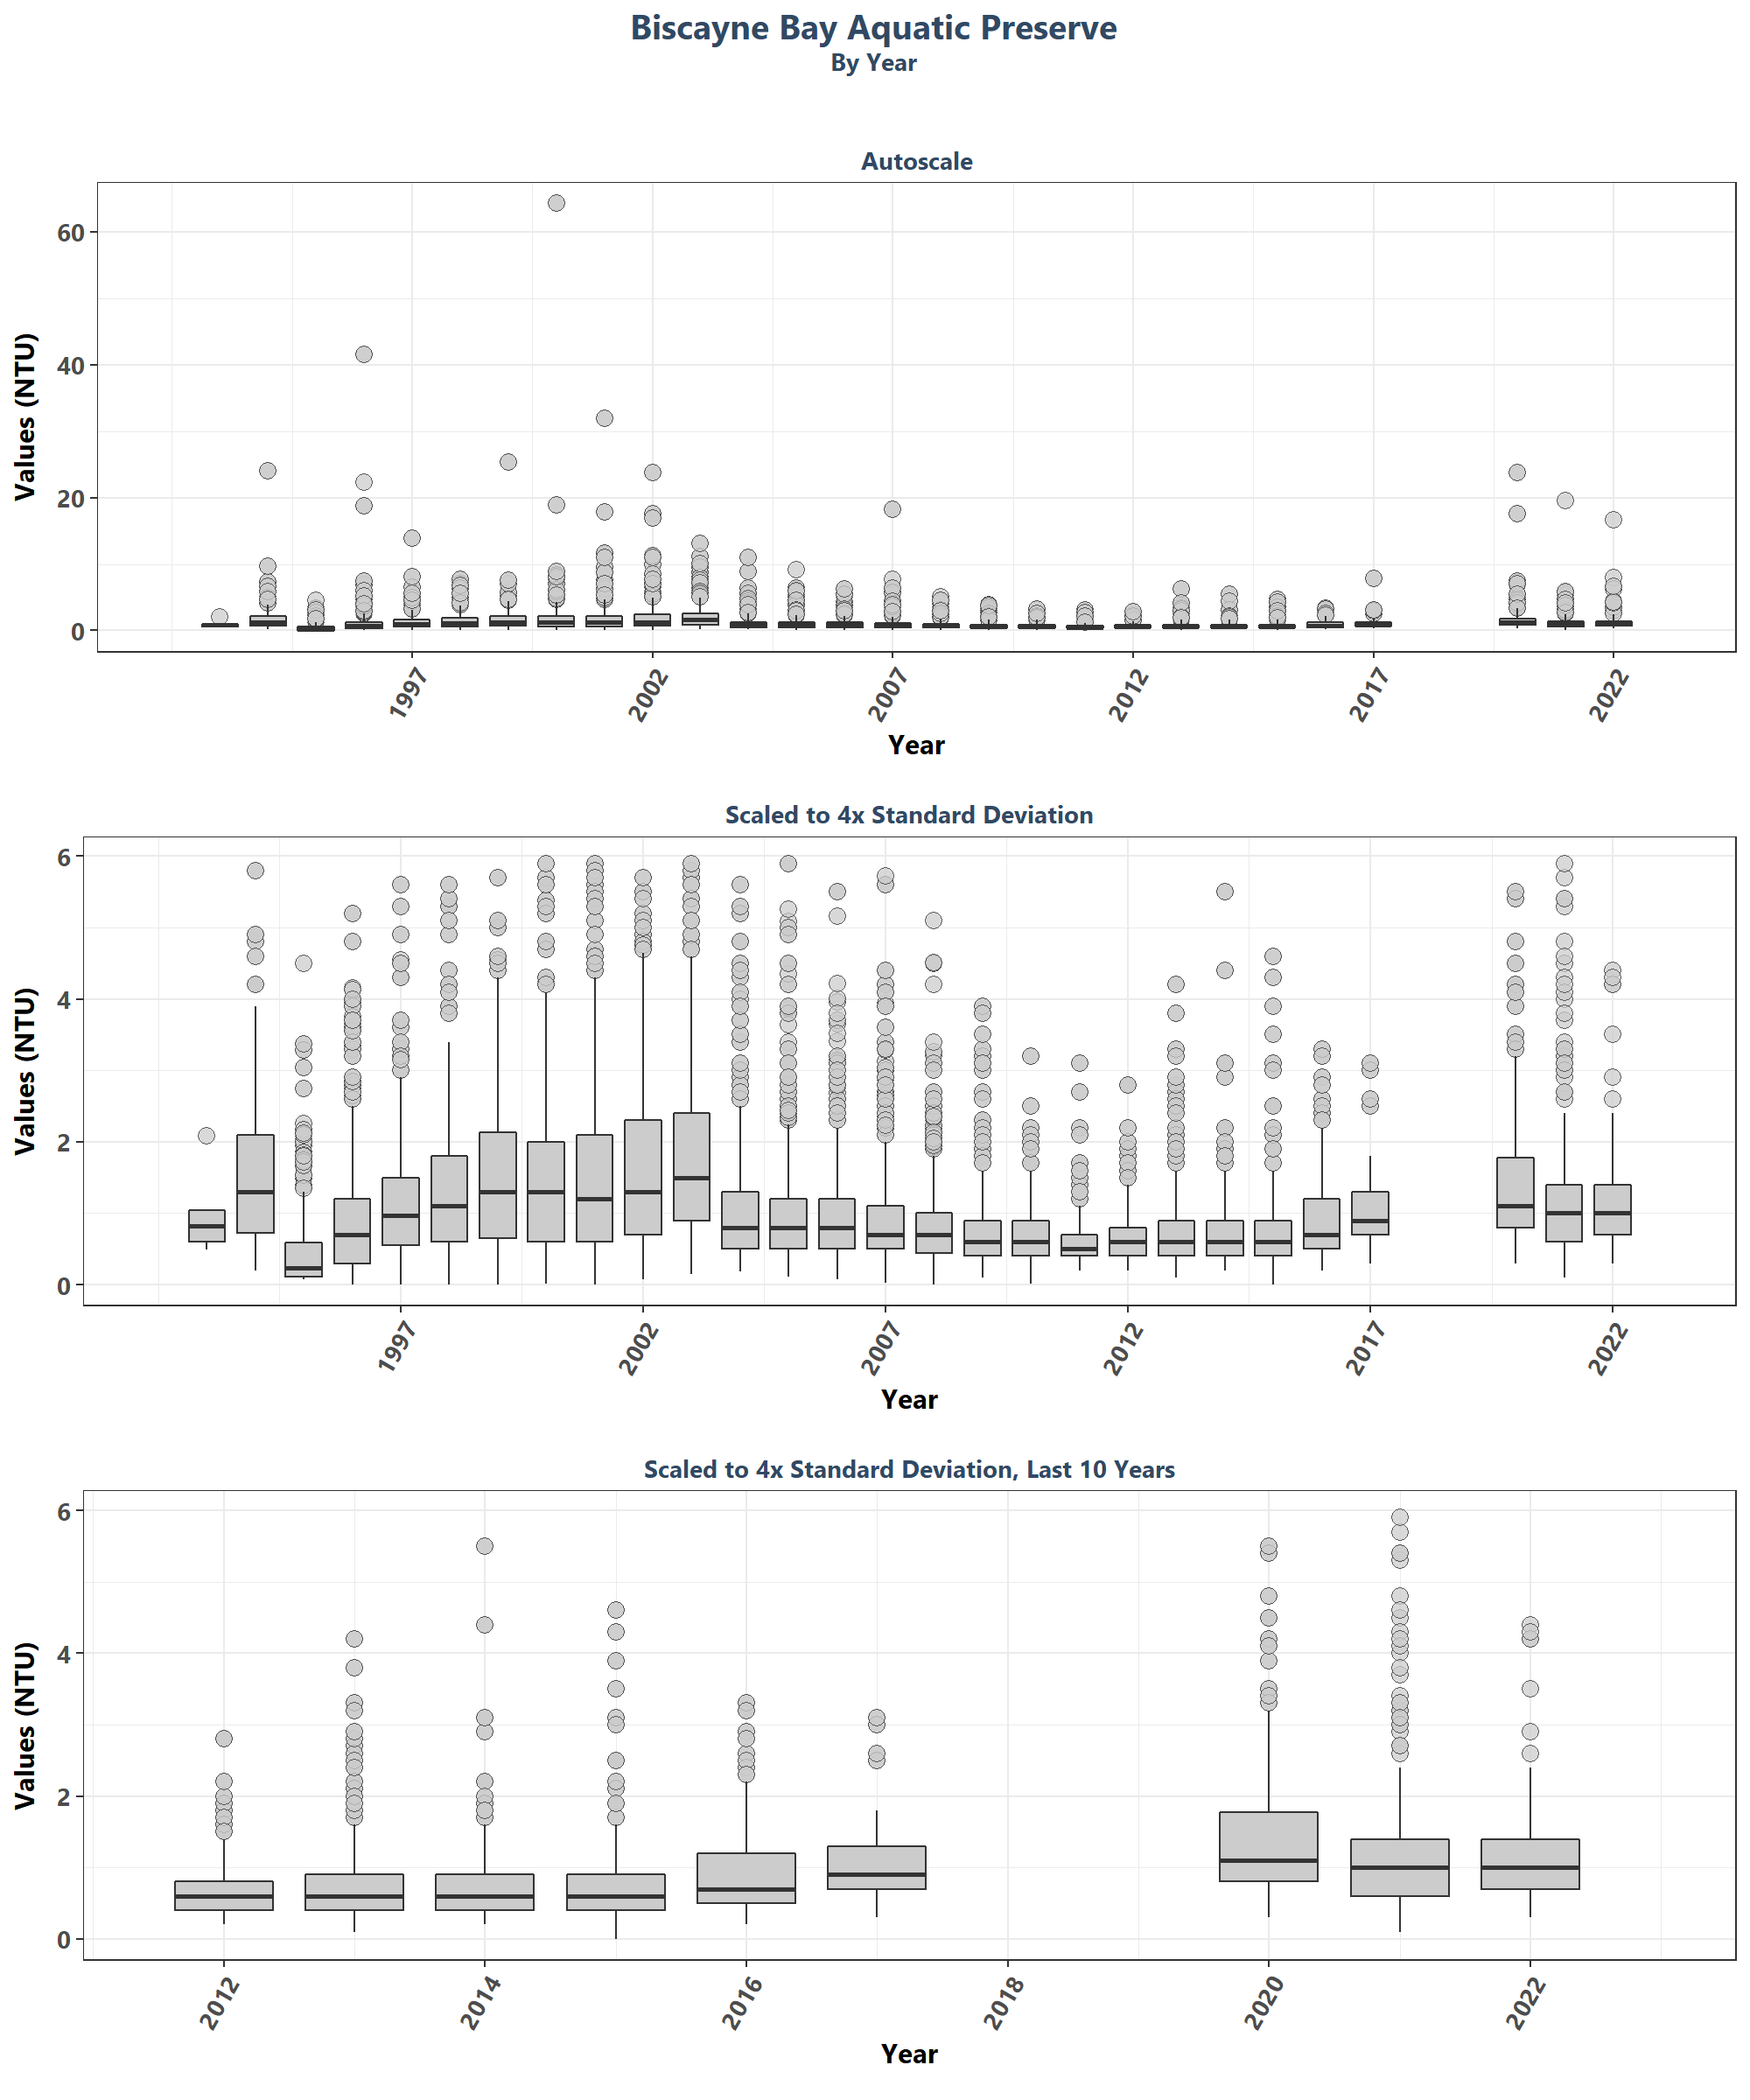 Biscayne Bay Aquatic Preserve
By Year
Autoscale
Values (NTU)
60
40
20
0
1997
2002
2007
2012
2017
2022
Year
Scaled to 4x Standard Deviation
Values (NTU)
6
4
2
0
1997
2002
2007
2012
2017
2022
Year
Scaled to 4x Standard Deviation, Last 10 Years
Values (NTU)
6
4
2
0
2012
2014
2016
2018
2020
2022
Year